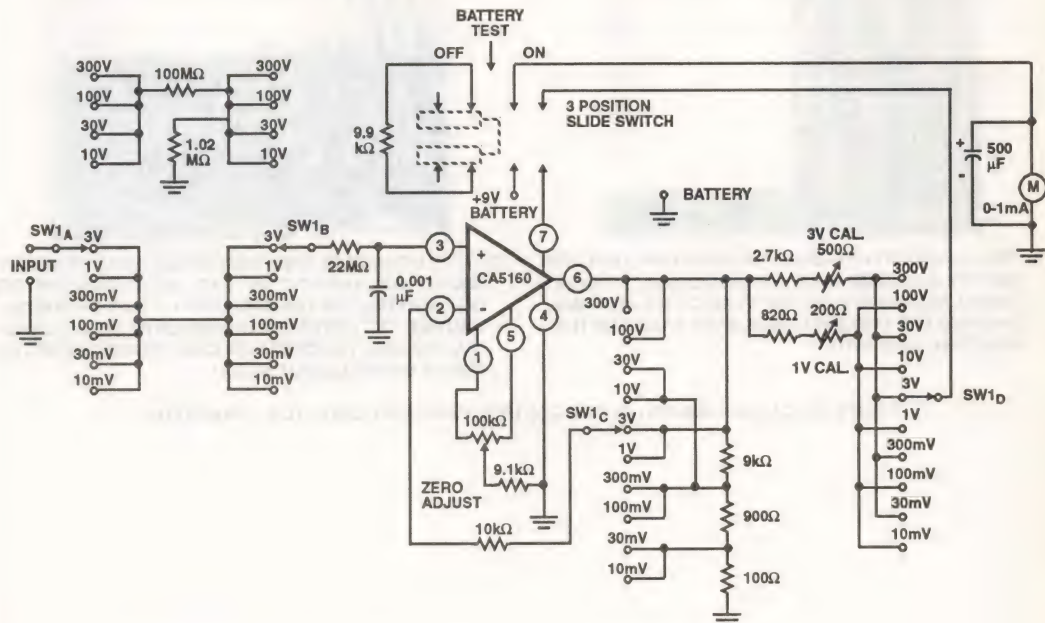 BATTERY
TEST
OFF
ON
3 POSITION
SLIDE SWITCH
300V
100V
30V
10V
100MΩ
1.02
MΩ
300V
100V
30V
10V
9.9
kΩ
+9V
BATTERY
BATTERY
+
-
500
µF
M
0-1mA
SW1A
INPUT
3V
1V
300mV
100mV
30mV
10mV
3V
1V
300mV
100mV
30mV
10mV
SW1B
22MΩ
0.001
µF
3
2
+
-
CA5160
7
6
5
4
1
100kΩ
9.1kΩ
ZERO
ADJUST
10kΩ
SW1C
300V
100V
30V
10V
3V
1V
300mV
100mV
30mV
10mV
9kΩ
900Ω
100Ω
3V CAL.
2.7kΩ
500Ω
820Ω
200Ω
1V CAL.
300V
100V
30V
10V
3V
1V
300mV
100mV
30mV
10mV
SW1D